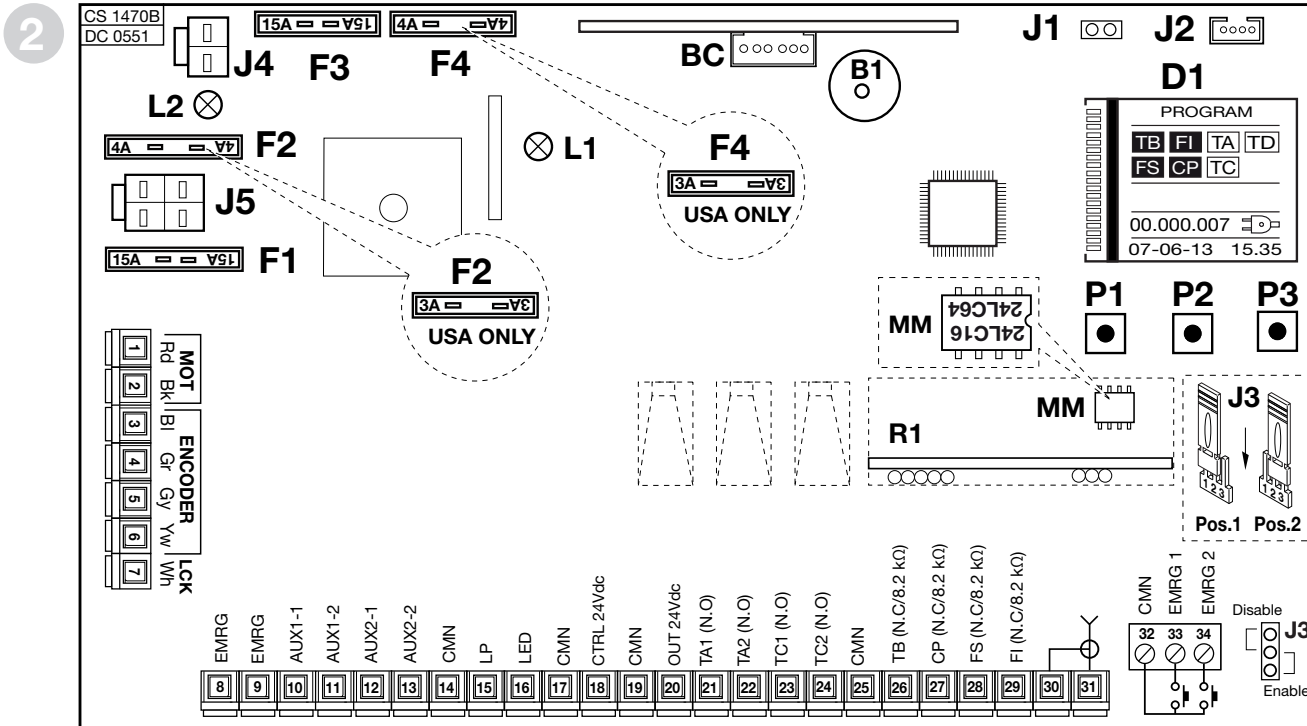 2
CS 1470B
DC 0551
J4
15A 15A
F3
4A 4A
F4
BC
B1
J1
J2
D1
PROGRAM
TB FI TA TD
FS CP TC
00.000.007
07-06-13 15.35
L2
L1
4A 4A
F2
J5
15A 15A
F1
F4
3A 3A
USA ONLY
F2
3A 3A
USA ONLY
P1
P2
P3
MM
24LC16
24LC64
MM
R1
J3
123
123
Pos.1 Pos.2
MOT
ENCODER
LCK
1 Rd
2 Bk
3 Bl
4 Gr
5 Gy
6 Yw
7 Wh
EMRG
EMRG
AUX1-1
AUX1-2
AUX2-1
AUX2-2
CMN
LP
LED
CMN
CTRL 24Vdc
CMN
OUT 24Vdc
TA1 (N.O)
TA2 (N.O)
TC1 (N.O)
TC2 (N.O)
CMN
TB (N.C/8.2 kΩ)
CP (N.C/8.2 kΩ)
FS (N.C/8.2 kΩ)
FI (N.C/8.2 kΩ)
8 9 10 11 12 13 14 15 16 17 18 19 20 21 22 23 24 25 26 27 28 29 30 31
CMN
EMRG 1
EMRG 2
32 33 34
Disable
J3
Enable